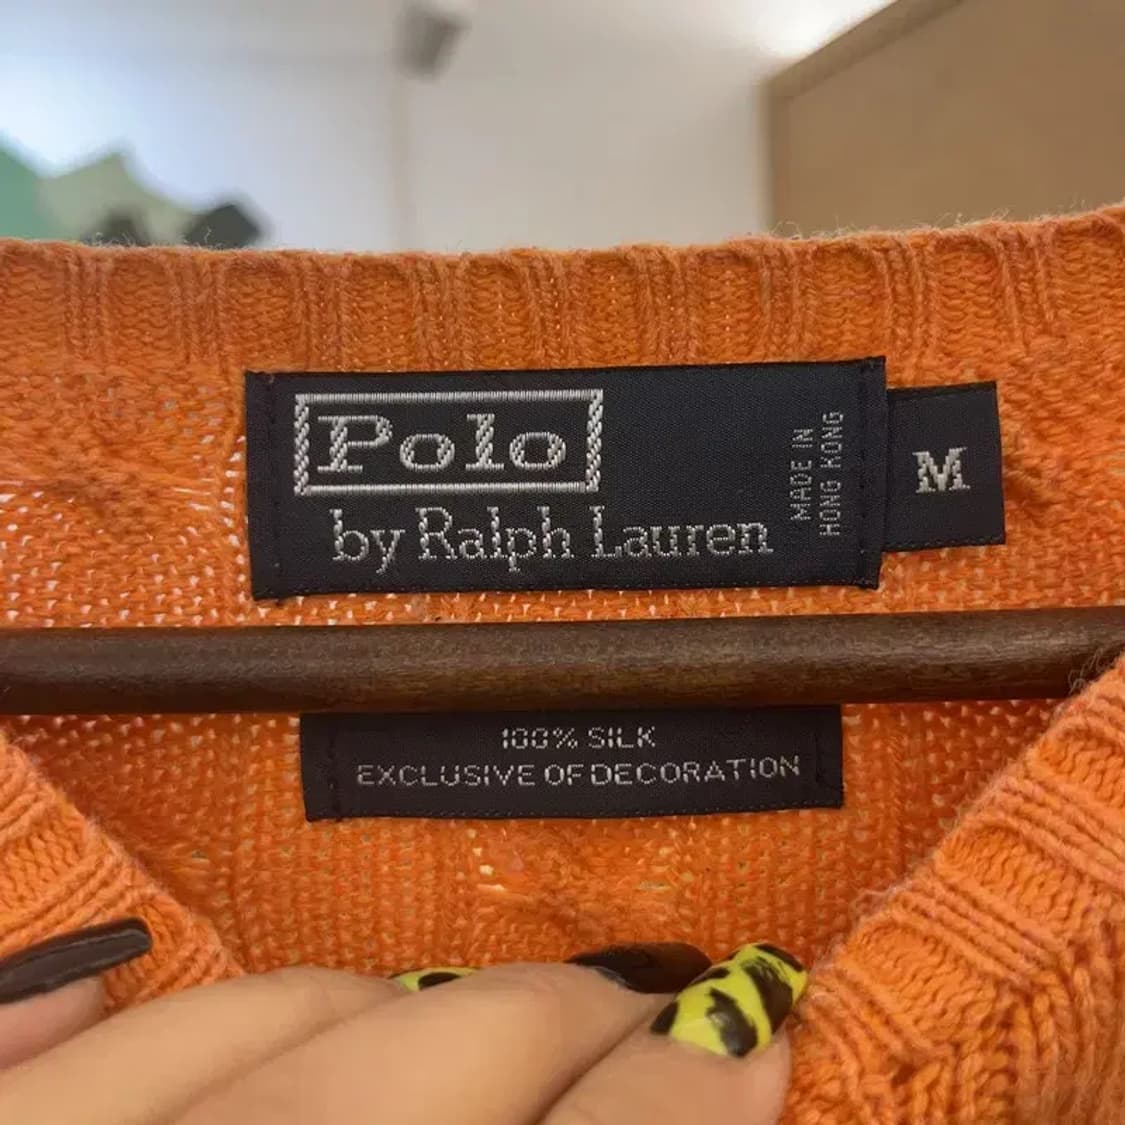 Polo
by Ralph Lauren
MADE IN
HONG KONG
M
100% SILK
EXCLUSIVE OF DECORATION